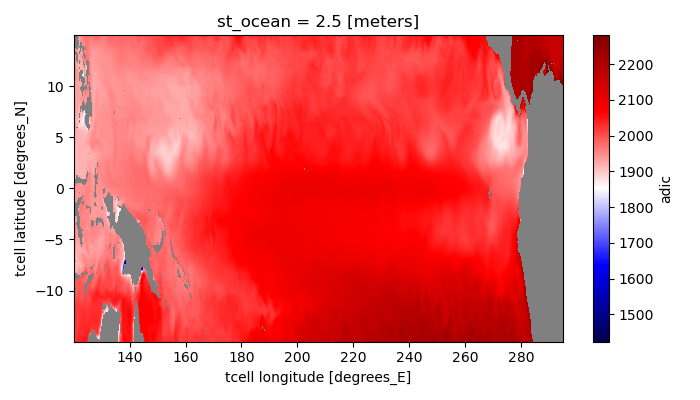 st_ocean = 2.5 [meters]
tcell latitude [degrees_N]
10
5
0
−5
−10
140 160 180 200 220 240 260 280
tcell longitude [degrees_E]
2200
2100
2000
1900
1800
1700
1600
1500
adic